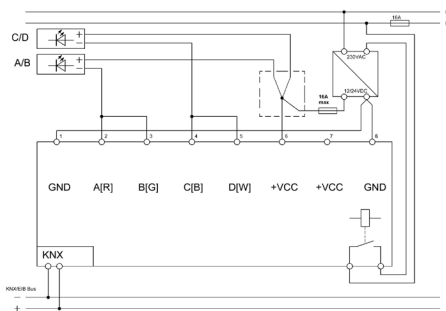 16A
C/D
+
−
A/B
+
−
230VAC
12/24VDC
16A
max
1 2 3 4 5 6 7 8
GND A[R] B[G] C[B] D[W] +VCC +VCC GND
KNX
KNX/EIB Bus
−
+